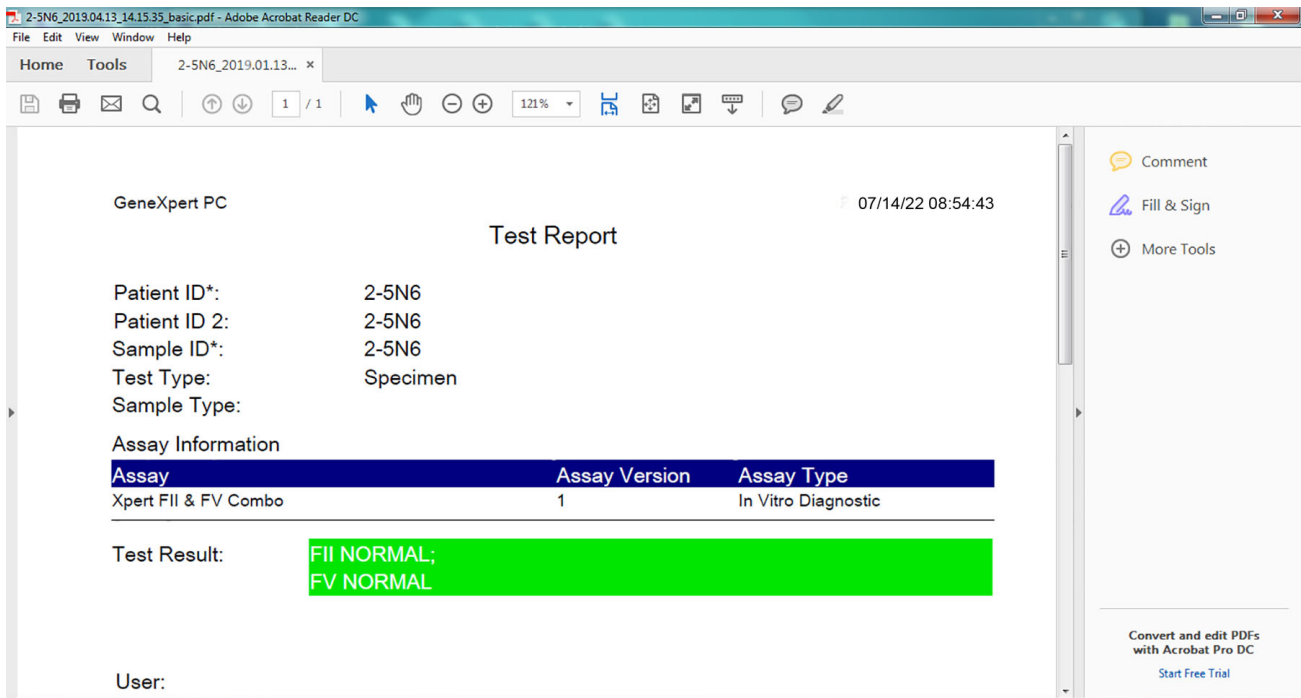 2-5N6_2019.04.13_14.15.35_basic.pdf - Adobe Acrobat Reader DC
File Edit View Window Help
Home Tools 2-5N6_2019.01.13... ×
1 / 1 121%
Comment
Fill & Sign
More Tools
GeneXpert PC 07/14/22 08:54:43
Test Report
Patient ID*: 2-5N6
Patient ID 2: 2-5N6
Sample ID*: 2-5N6
Test Type: Specimen
Sample Type:
Assay Information
Assay Assay Version Assay Type
Xpert FII & FV Combo 1 In Vitro Diagnostic
Test Result: FII NORMAL;
FV NORMAL
User:
Convert and edit PDFs
with Acrobat Pro DC
Start Free Trial